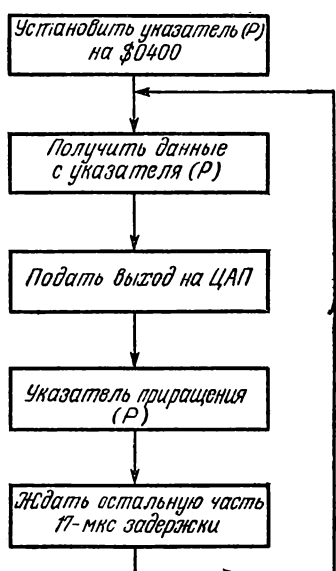 Установить указатель (P)
на $0400
Получить данные
с указателя (P)
Подать выход на ЦАП
Указатель приращения
(P)
Ждать остальную часть
17-мкс задержки